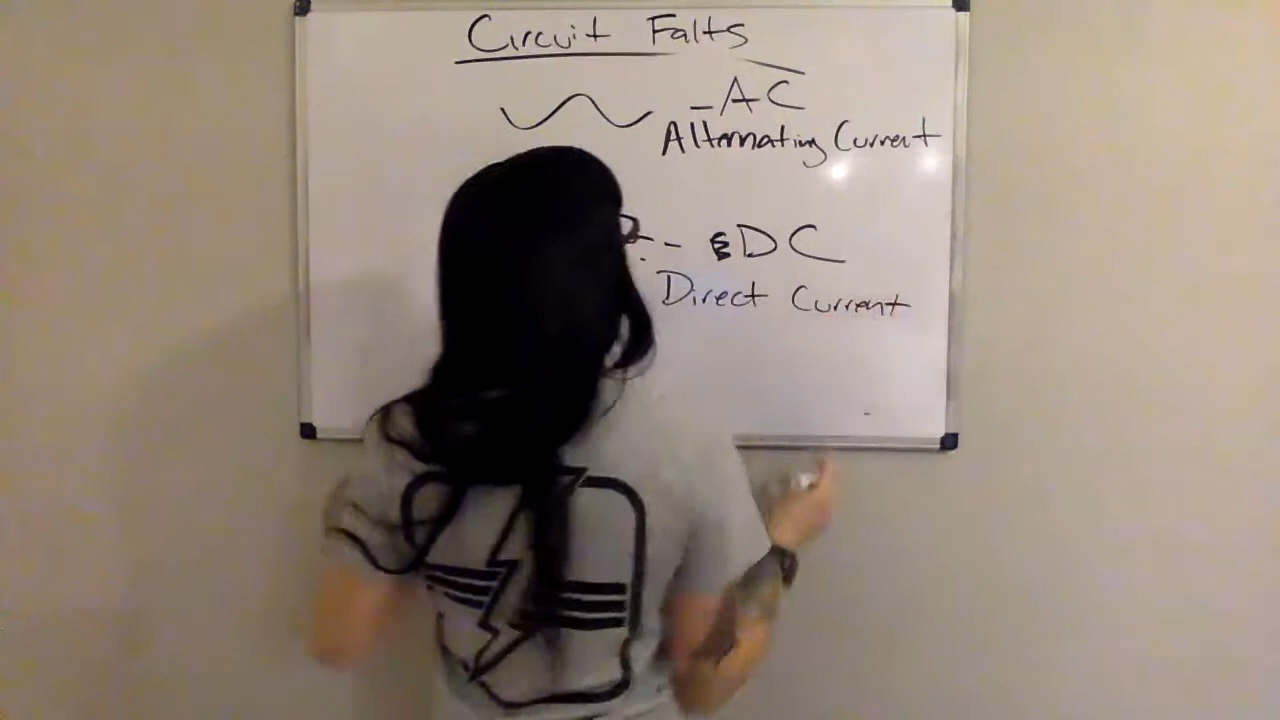 Circuit Falts
- AC
Alternating Current
- DC
Direct Current